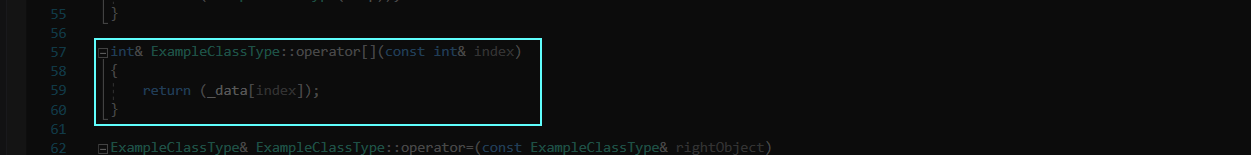 55 }
56
57 int& ExampleClassType::operator[](const int& index)
58 {
59 return (_data[index]);
60 }
61
62 ExampleClassType& ExampleClassType::operator=(const ExampleClassType& rightObject)